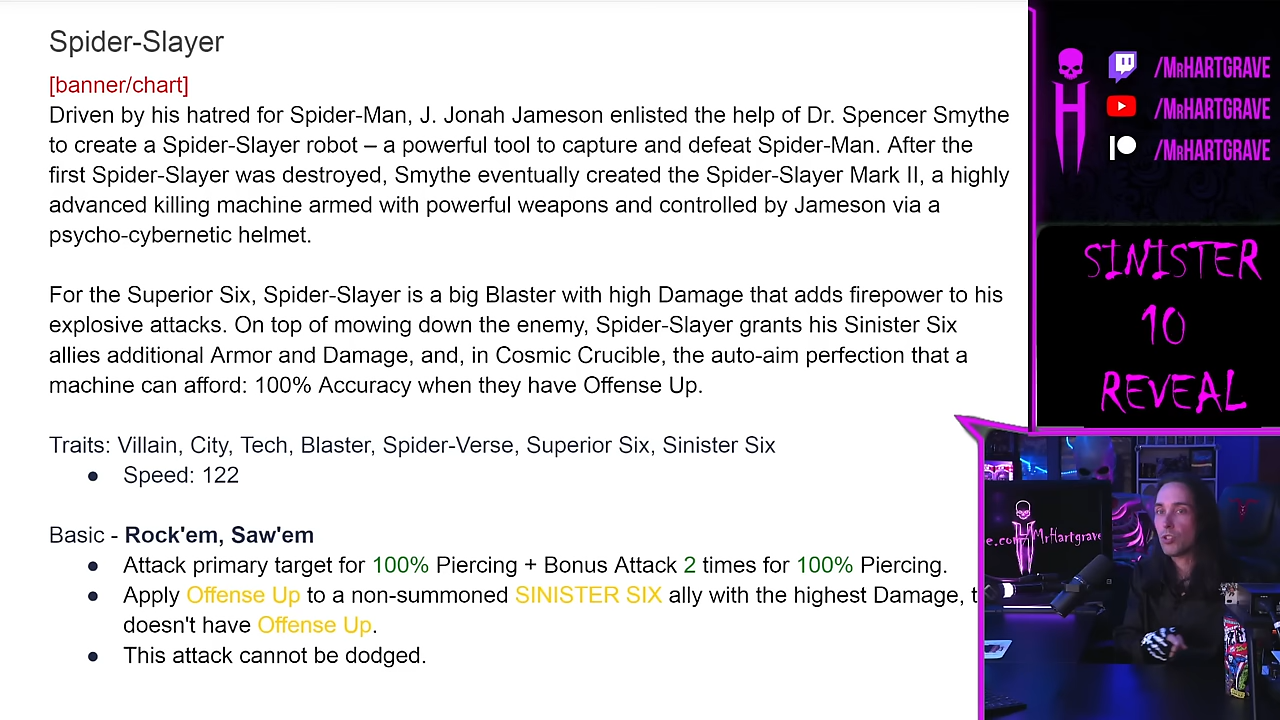 Spider-Slayer
[banner/chart]
Driven by his hatred for Spider-Man, J. Jonah Jameson enlisted the help of Dr. Spencer Smythe
to create a Spider-Slayer robot – a powerful tool to capture and defeat Spider-Man. After the
first Spider-Slayer was destroyed, Smythe eventually created the Spider-Slayer Mark II, a highly
advanced killing machine armed with powerful weapons and controlled by Jameson via a
psycho-cybernetic helmet.
For the Superior Six, Spider-Slayer is a big Blaster with high Damage that adds firepower to his
explosive attacks. On top of mowing down the enemy, Spider-Slayer grants his Sinister Six
allies additional Armor and Damage, and, in Cosmic Crucible, the auto-aim perfection that a
machine can afford: 100% Accuracy when they have Offense Up.
Traits: Villain, City, Tech, Blaster, Spider-Verse, Superior Six, Sinister Six
● Speed: 122
Basic - Rock'em, Saw'em
● Attack primary target for 100% Piercing + Bonus Attack 2 times for 100% Piercing.
● Apply Offense Up to a non-summoned SINISTER SIX ally with the highest Damage, t
doesn't have Offense Up.
● This attack cannot be dodged.
/MrHARTGRAVE
/MrHARTGRAVE
/MrHARTGRAVE
SINISTER
10
REVEAL
e.com/MrHartgrave